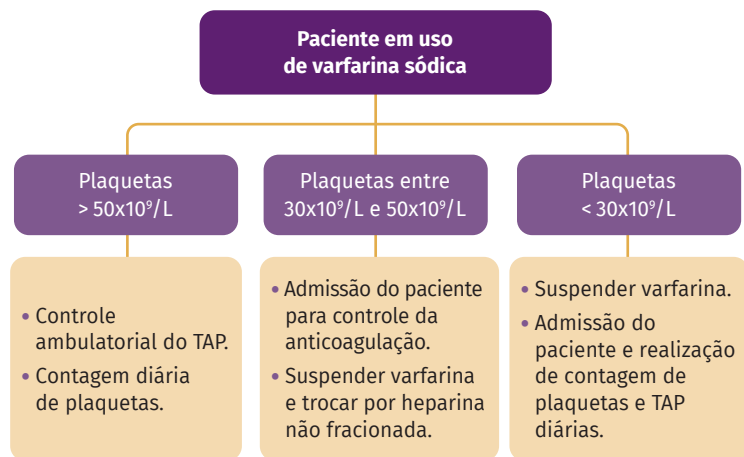 Paciente em uso
de varfarina sódica
Plaquetas
> 50x10⁹/L
Plaquetas entre
30x10⁹/L e 50x10⁹/L
Plaquetas
< 30x10⁹/L
• Controle
ambulatorial do TAP.
• Contagem diária
de plaquetas.
• Admissão do paciente
para controle da
anticoagulação.
• Suspender varfarina
e trocar por heparina
não fracionada.
• Suspender varfarina.
• Admissão do
paciente e realização
de contagem de
plaquetas e TAP
diárias.